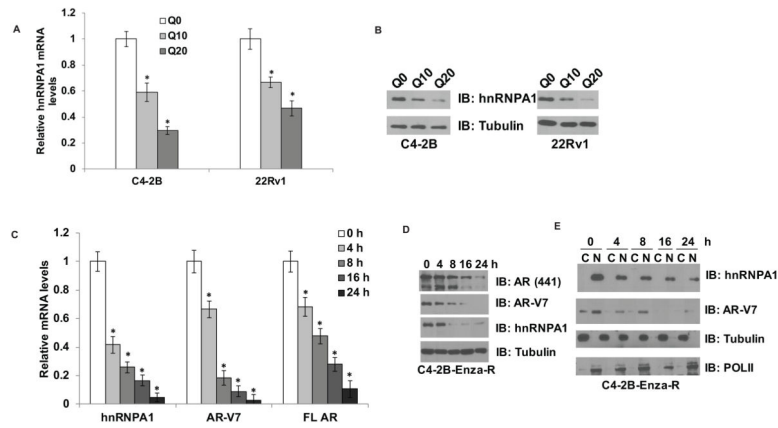 A
Relative hnRNPA1 mRNA levels
1.2
1
0.8
0.6
0.4
0.2
0
Q0
Q10
Q20
*
*
*
*
C4-2B
22Rv1
B
Q0 Q10 Q20
Q0 Q10 Q20
IB: hnRNPA1
IB: Tubulin
C4-2B
22Rv1
C
Relative mRNA levels
1.2
1
0.8
0.6
0.4
0.2
0
0 h
4 h
8 h
16 h
24 h
* * * *
* * * *
* * * *
hnRNPA1
AR-V7
FL AR
D
0 4 8 16 24 h
IB: AR (441)
IB: AR-V7
IB: hnRNPA1
IB: Tubulin
C4-2B-Enza-R
E
0 4 8 16 24 h
C N C N C N C N C N
IB: hnRNPA1
IB: AR-V7
IB: Tubulin
IB: POLII
C4-2B-Enza-R